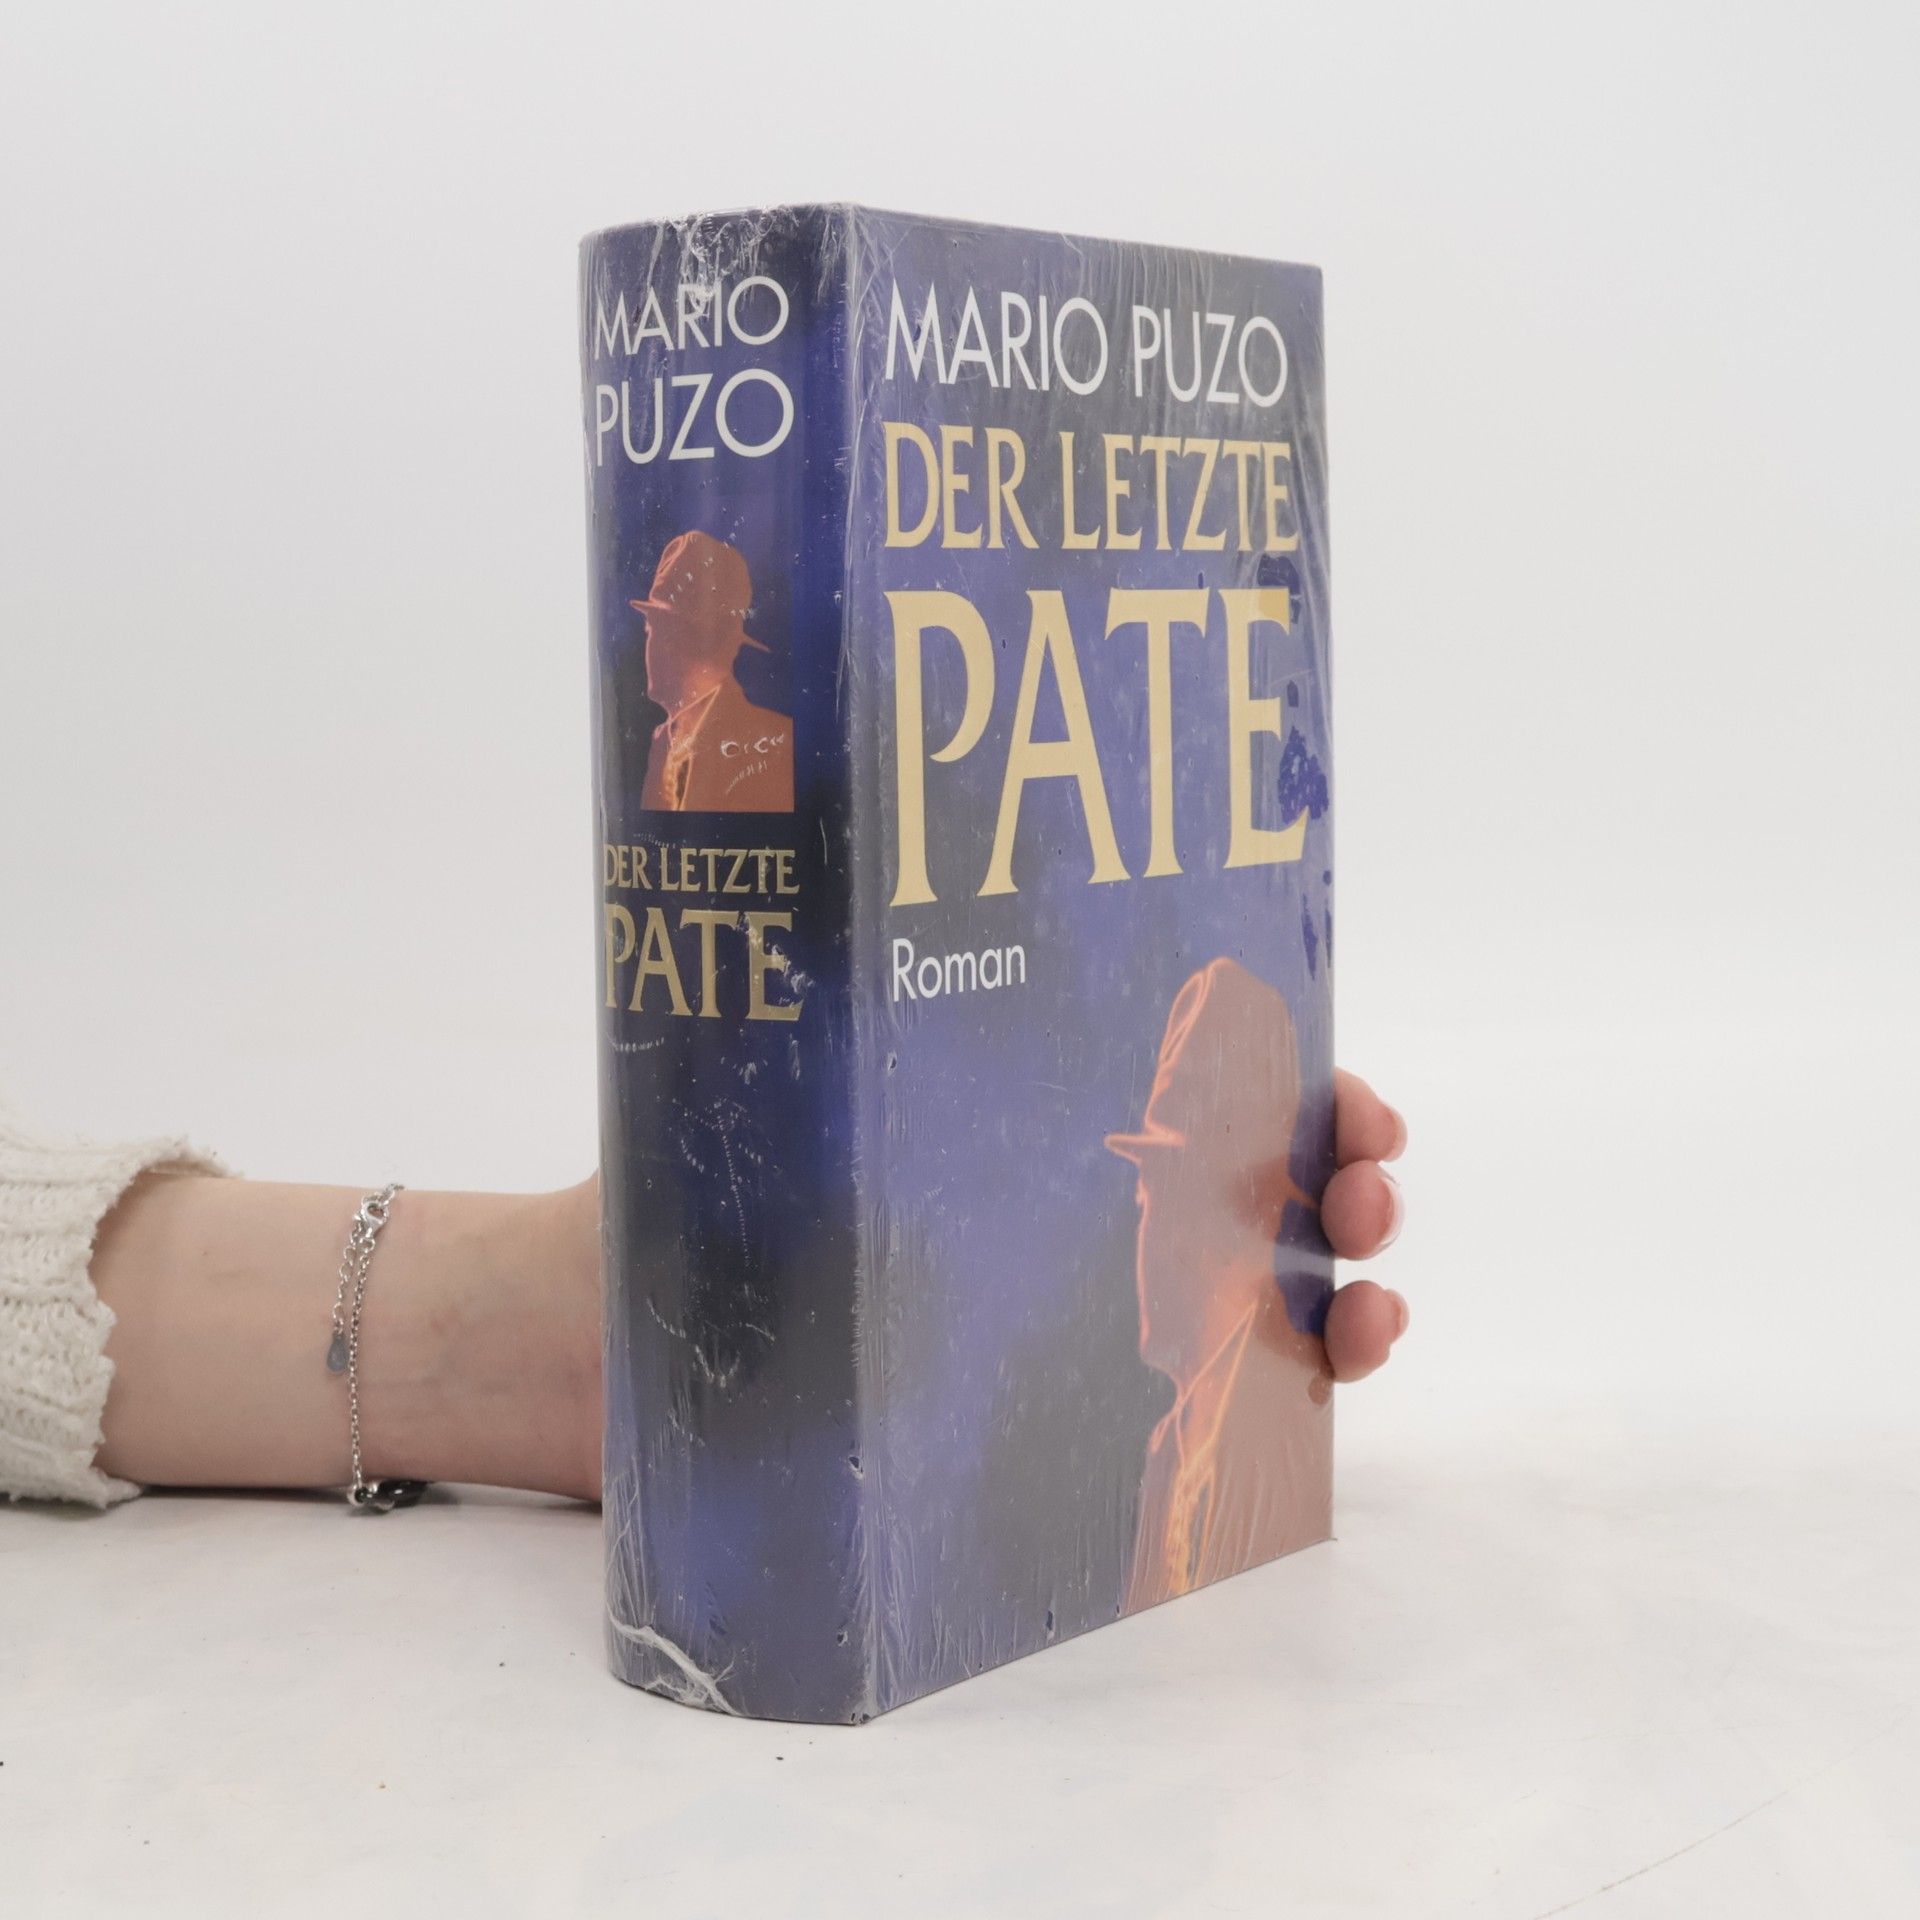 MARIO
PUZO
DER LETZTE
PATE
MARIO PUZO
DER LETZTE
PATE
Roman